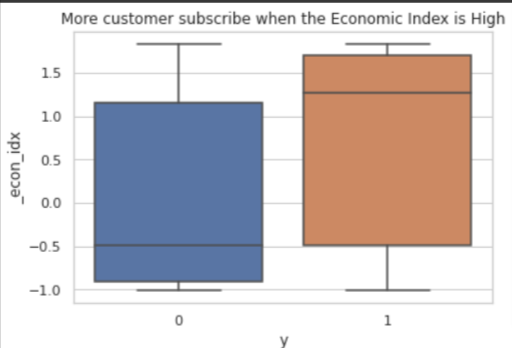 More customer subscribe when the Economic Index is High
_econ_idx
1.5
1.0
0.5
0.0
−0.5
−1.0
0
1
y